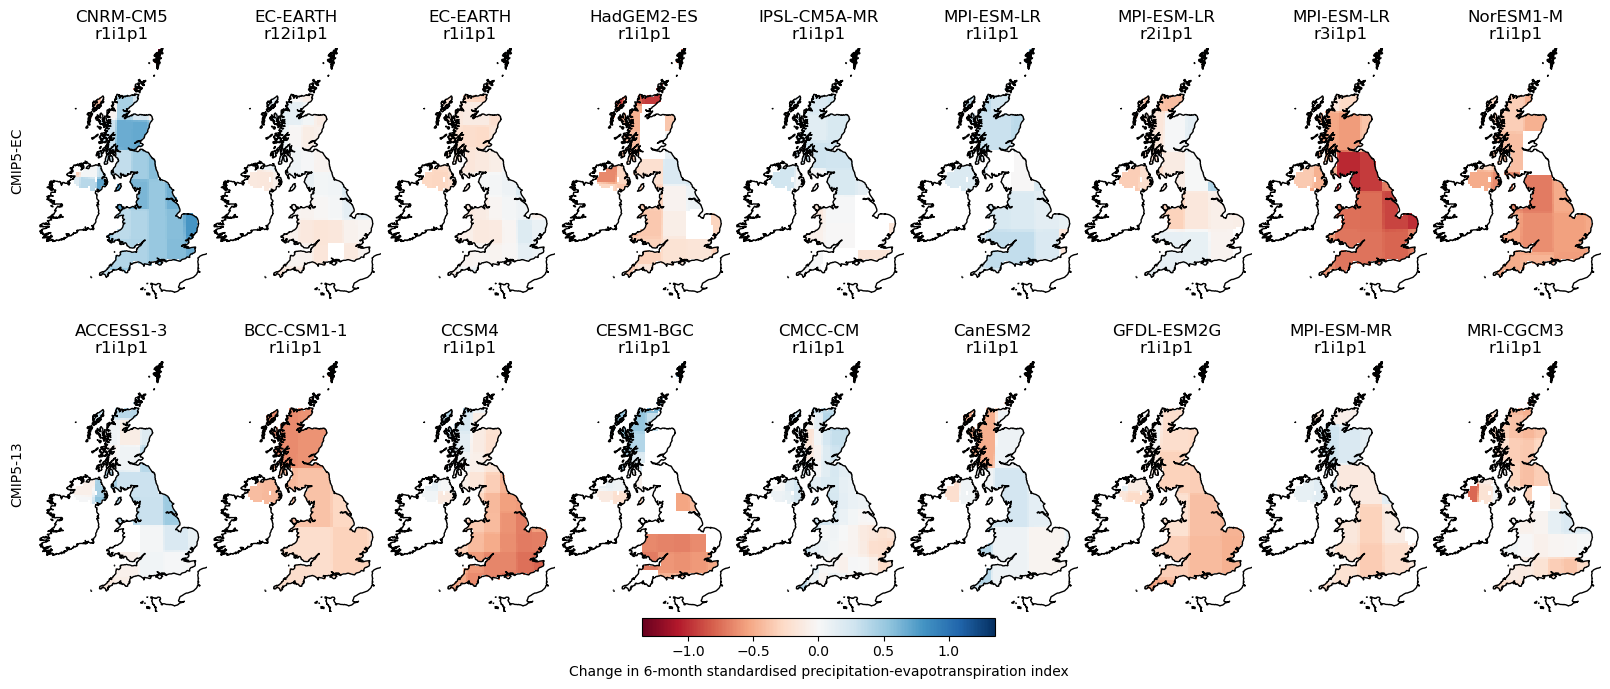 CNRM-CM5 EC-EARTH EC-EARTH HadGEM2-ES IPSL-CM5A-MR MPI-ESM-LR MPI-ESM-LR MPI-ESM-LR NorESM1-M
r1i1p1 r12i1p1 r1i1p1 r1i1p1 r1i1p1 r1i1p1 r2i1p1 r3i1p1 r1i1p1
CMIP5-EC
ACCESS1-3 BCC-CSM1-1 CCSM4 CESM1-BGC CMCC-CM CanESM2 GFDL-ESM2G MPI-ESM-MR MRI-CGCM3
r1i1p1 r1i1p1 r1i1p1 r1i1p1 r1i1p1 r1i1p1 r1i1p1 r1i1p1 r1i1p1
CMIP5-13
−1.0 −0.5 0.0 0.5 1.0
Change in 6-month standardised precipitation-evapotranspiration index